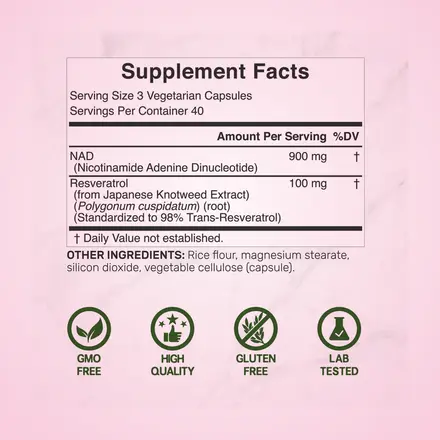 Supplement Facts
Serving Size 3 Vegetarian Capsules
Servings Per Container 40
Amount Per Serving %DV
NAD 900 mg †
(Nicotinamide Adenine Dinucleotide)
Resveratrol 100 mg †
(from Japanese Knotweed Extract)
(Polygonum cuspidatum) (root)
(Standardized to 98% Trans-Resveratrol)
† Daily Value not established.
OTHER INGREDIENTS: Rice flour, magnesium stearate,
silicon dioxide, vegetable cellulose (capsule).
GMO
FREE
HIGH
QUALITY
GLUTEN
FREE
LAB
TESTED